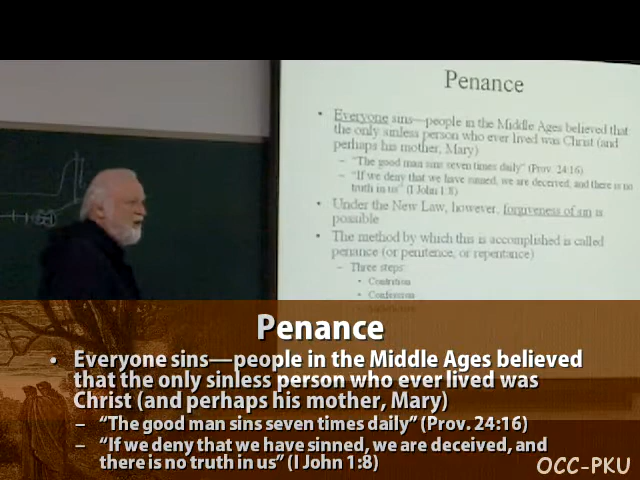 Penance
• Everyone sins—people in the Middle Ages believed that
the only sinless person who ever lived was Christ (and
perhaps his mother, Mary)
– "The good man sins seven times daily" (Prov. 24:16)
– "If we deny that we have sinned, we are deceived, and there is no
truth in us" (I John 1:8)
• Under the New Law, however, forgiveness of sin is
possible
• The method by which this is accomplished is called
penance (or penitence, or repentance)
– Three steps
• Contrition
• Confession
Penance
• Everyone sins—people in the Middle Ages believed
that the only sinless person who ever lived was
Christ (and perhaps his mother, Mary)
– “The good man sins seven times daily” (Prov. 24:16)
– “If we deny that we have sinned, we are deceived, and
there is no truth in us” (I John 1:8)
OCC-PKU